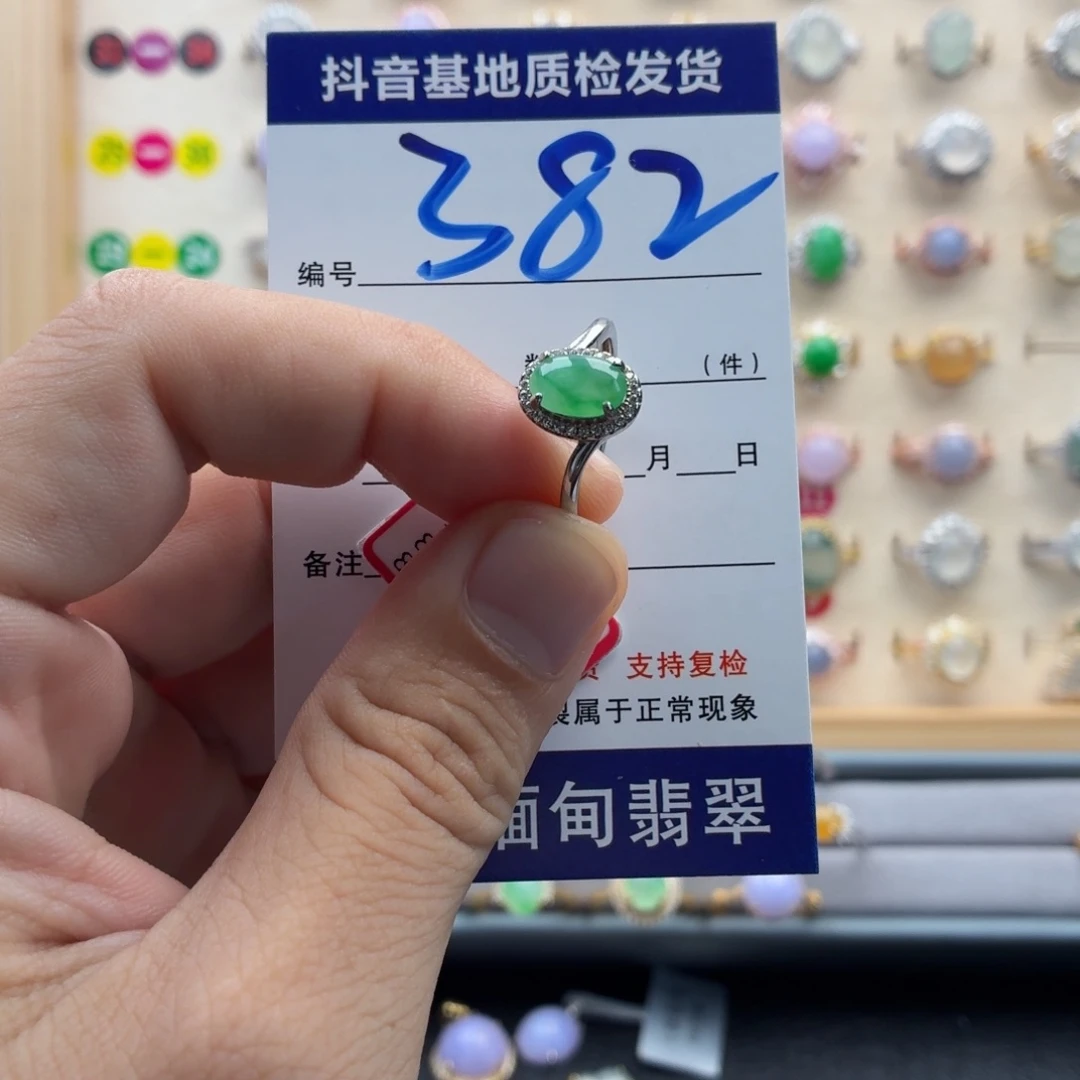 抖音基地质检发货
编号 382
(件)
月 日
备注
支持复检
属于正常现象
缅甸翡翠